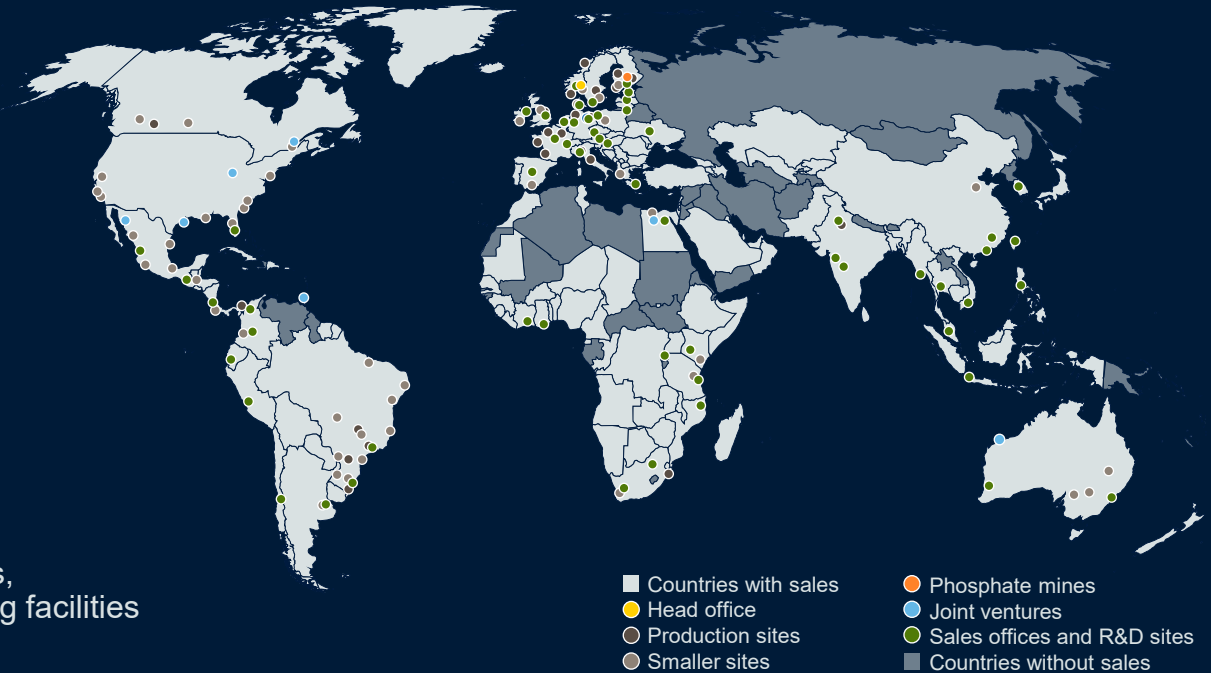 s,
g facilities
Countries with sales
Head office
Production sites
Smaller sites
Phosphate mines
Joint ventures
Sales offices and R&D sites
Countries without sales